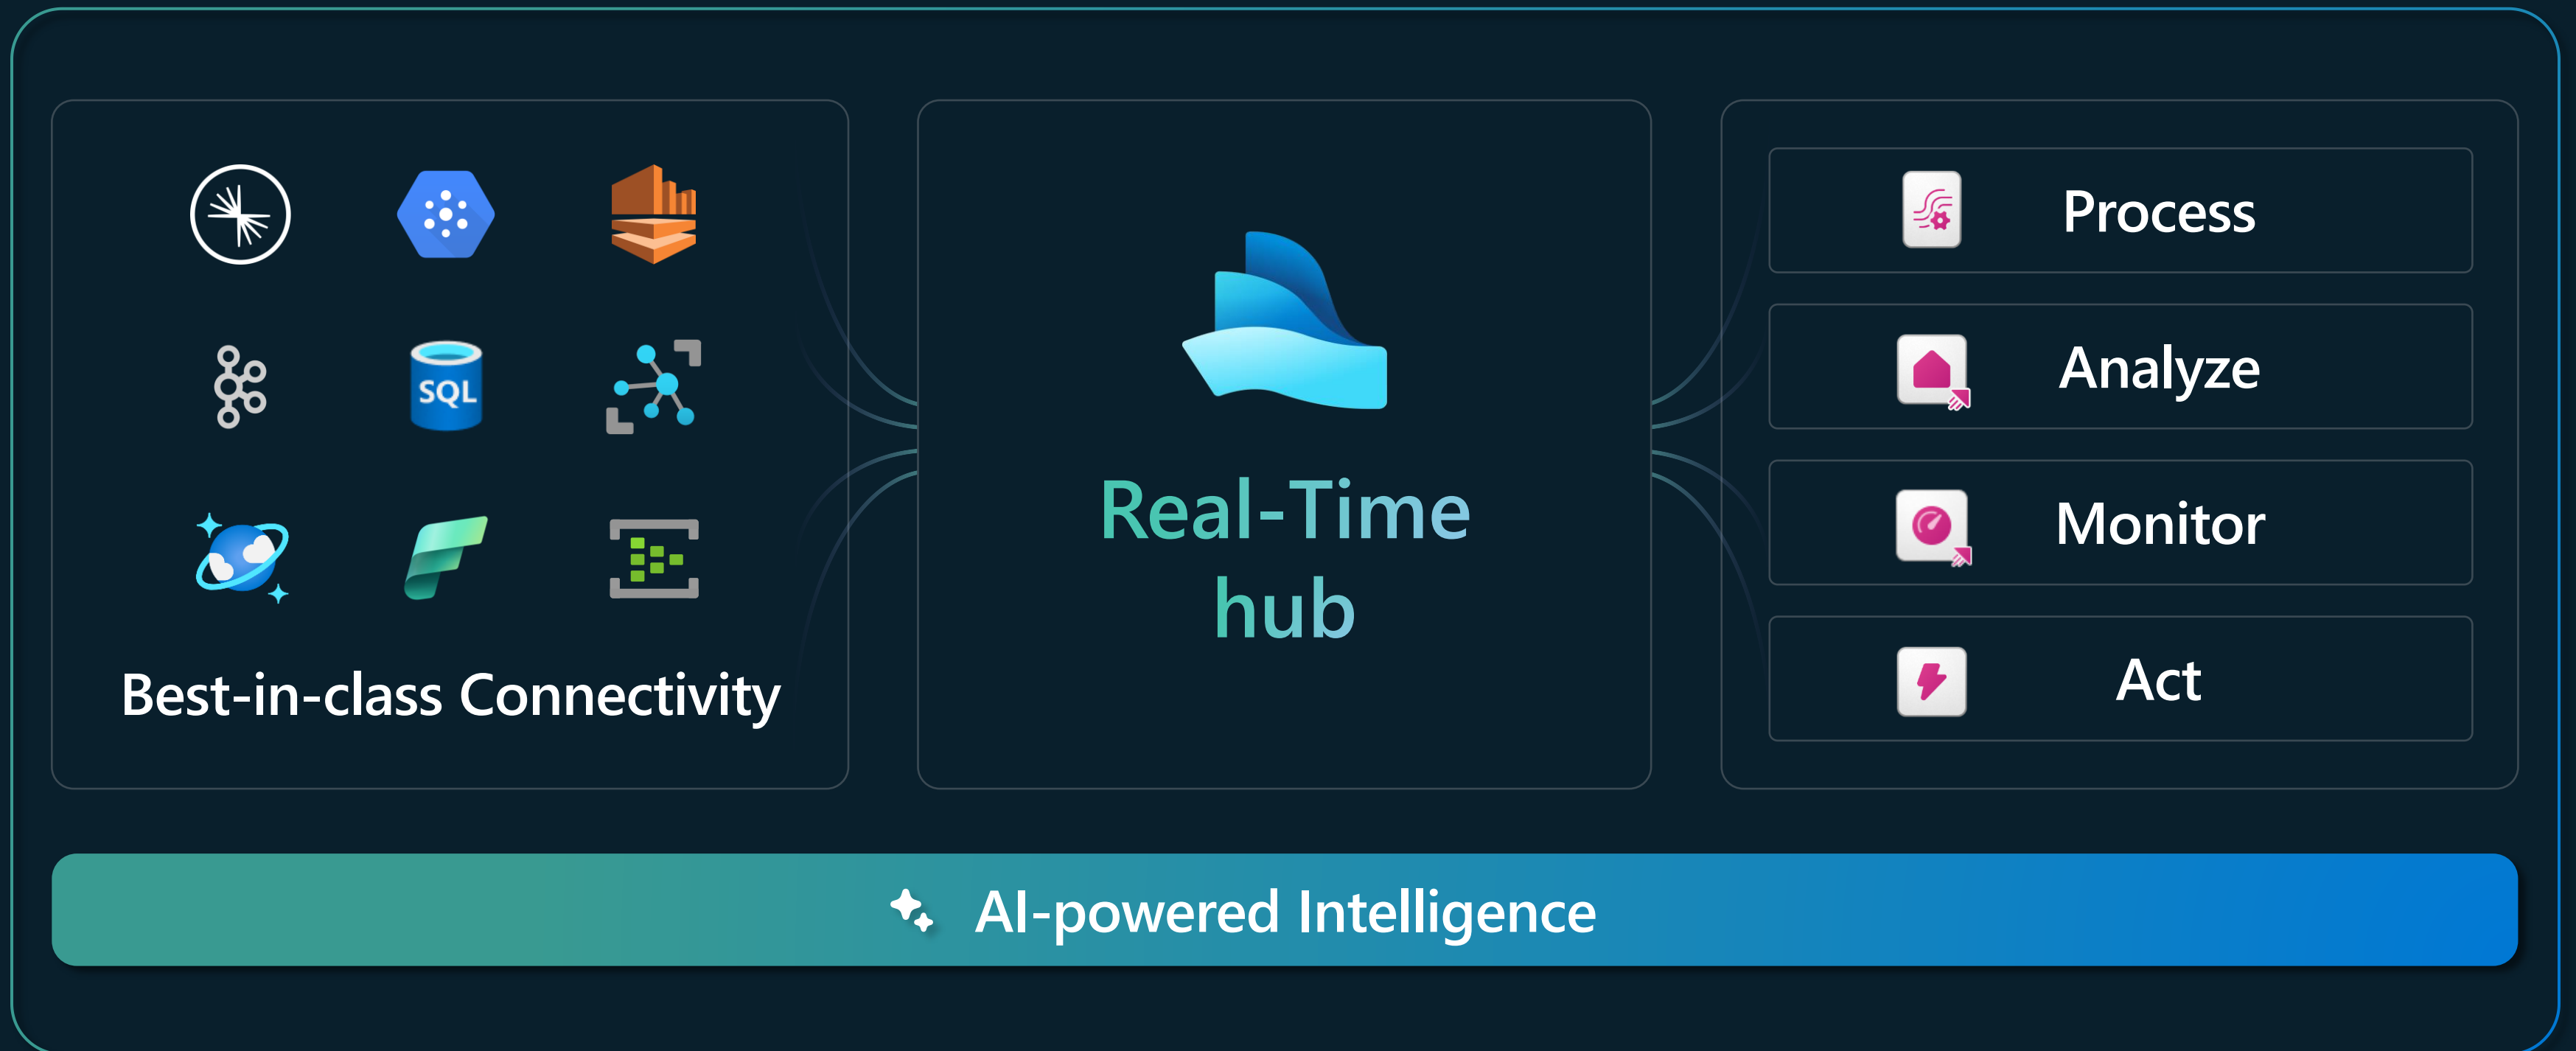 SQL
Best-in-class Connectivity
Real-Time
hub
Process
Analyze
Monitor
Act
AI-powered Intelligence